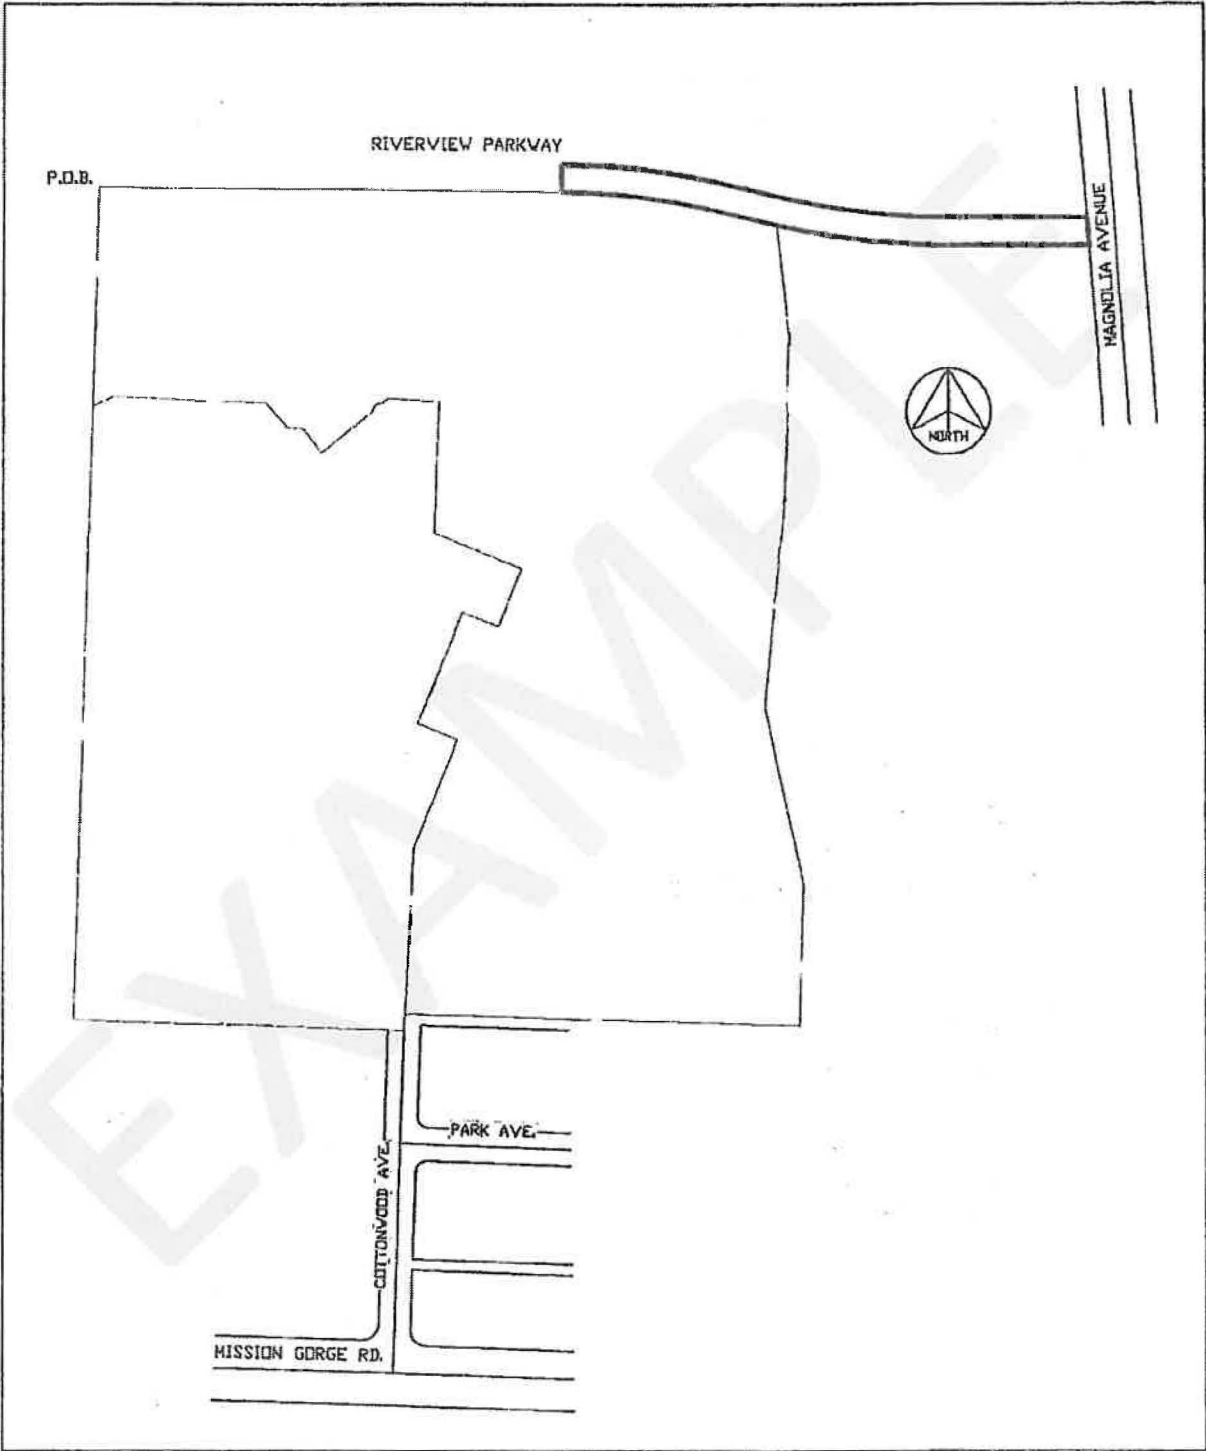 RIVERVIEW PARKWAY
P.O.B.
MAGNOLIA AVENUE
NORTH
EXAMPLE
PARK AVE.
COTTONWOOD AVE.
MISSION GORGE RD.